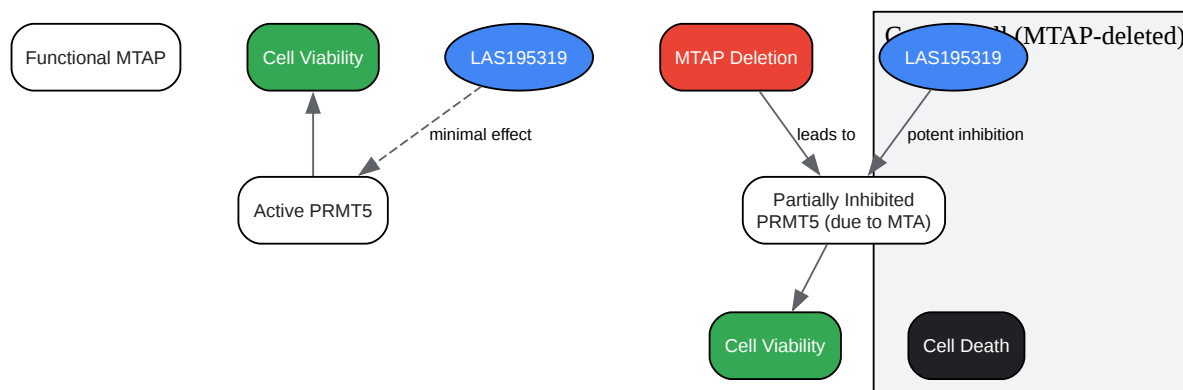 Functional MTAP
Cell Viability
LAS195319
MTAP Deletion
(MTAP-deleted)
LAS195319
minimal effect
leads to
potent inhibition
Active PRMT5
Partially Inhibited
PRMT5 (due to MTA)
Cell Viability
Cell Death